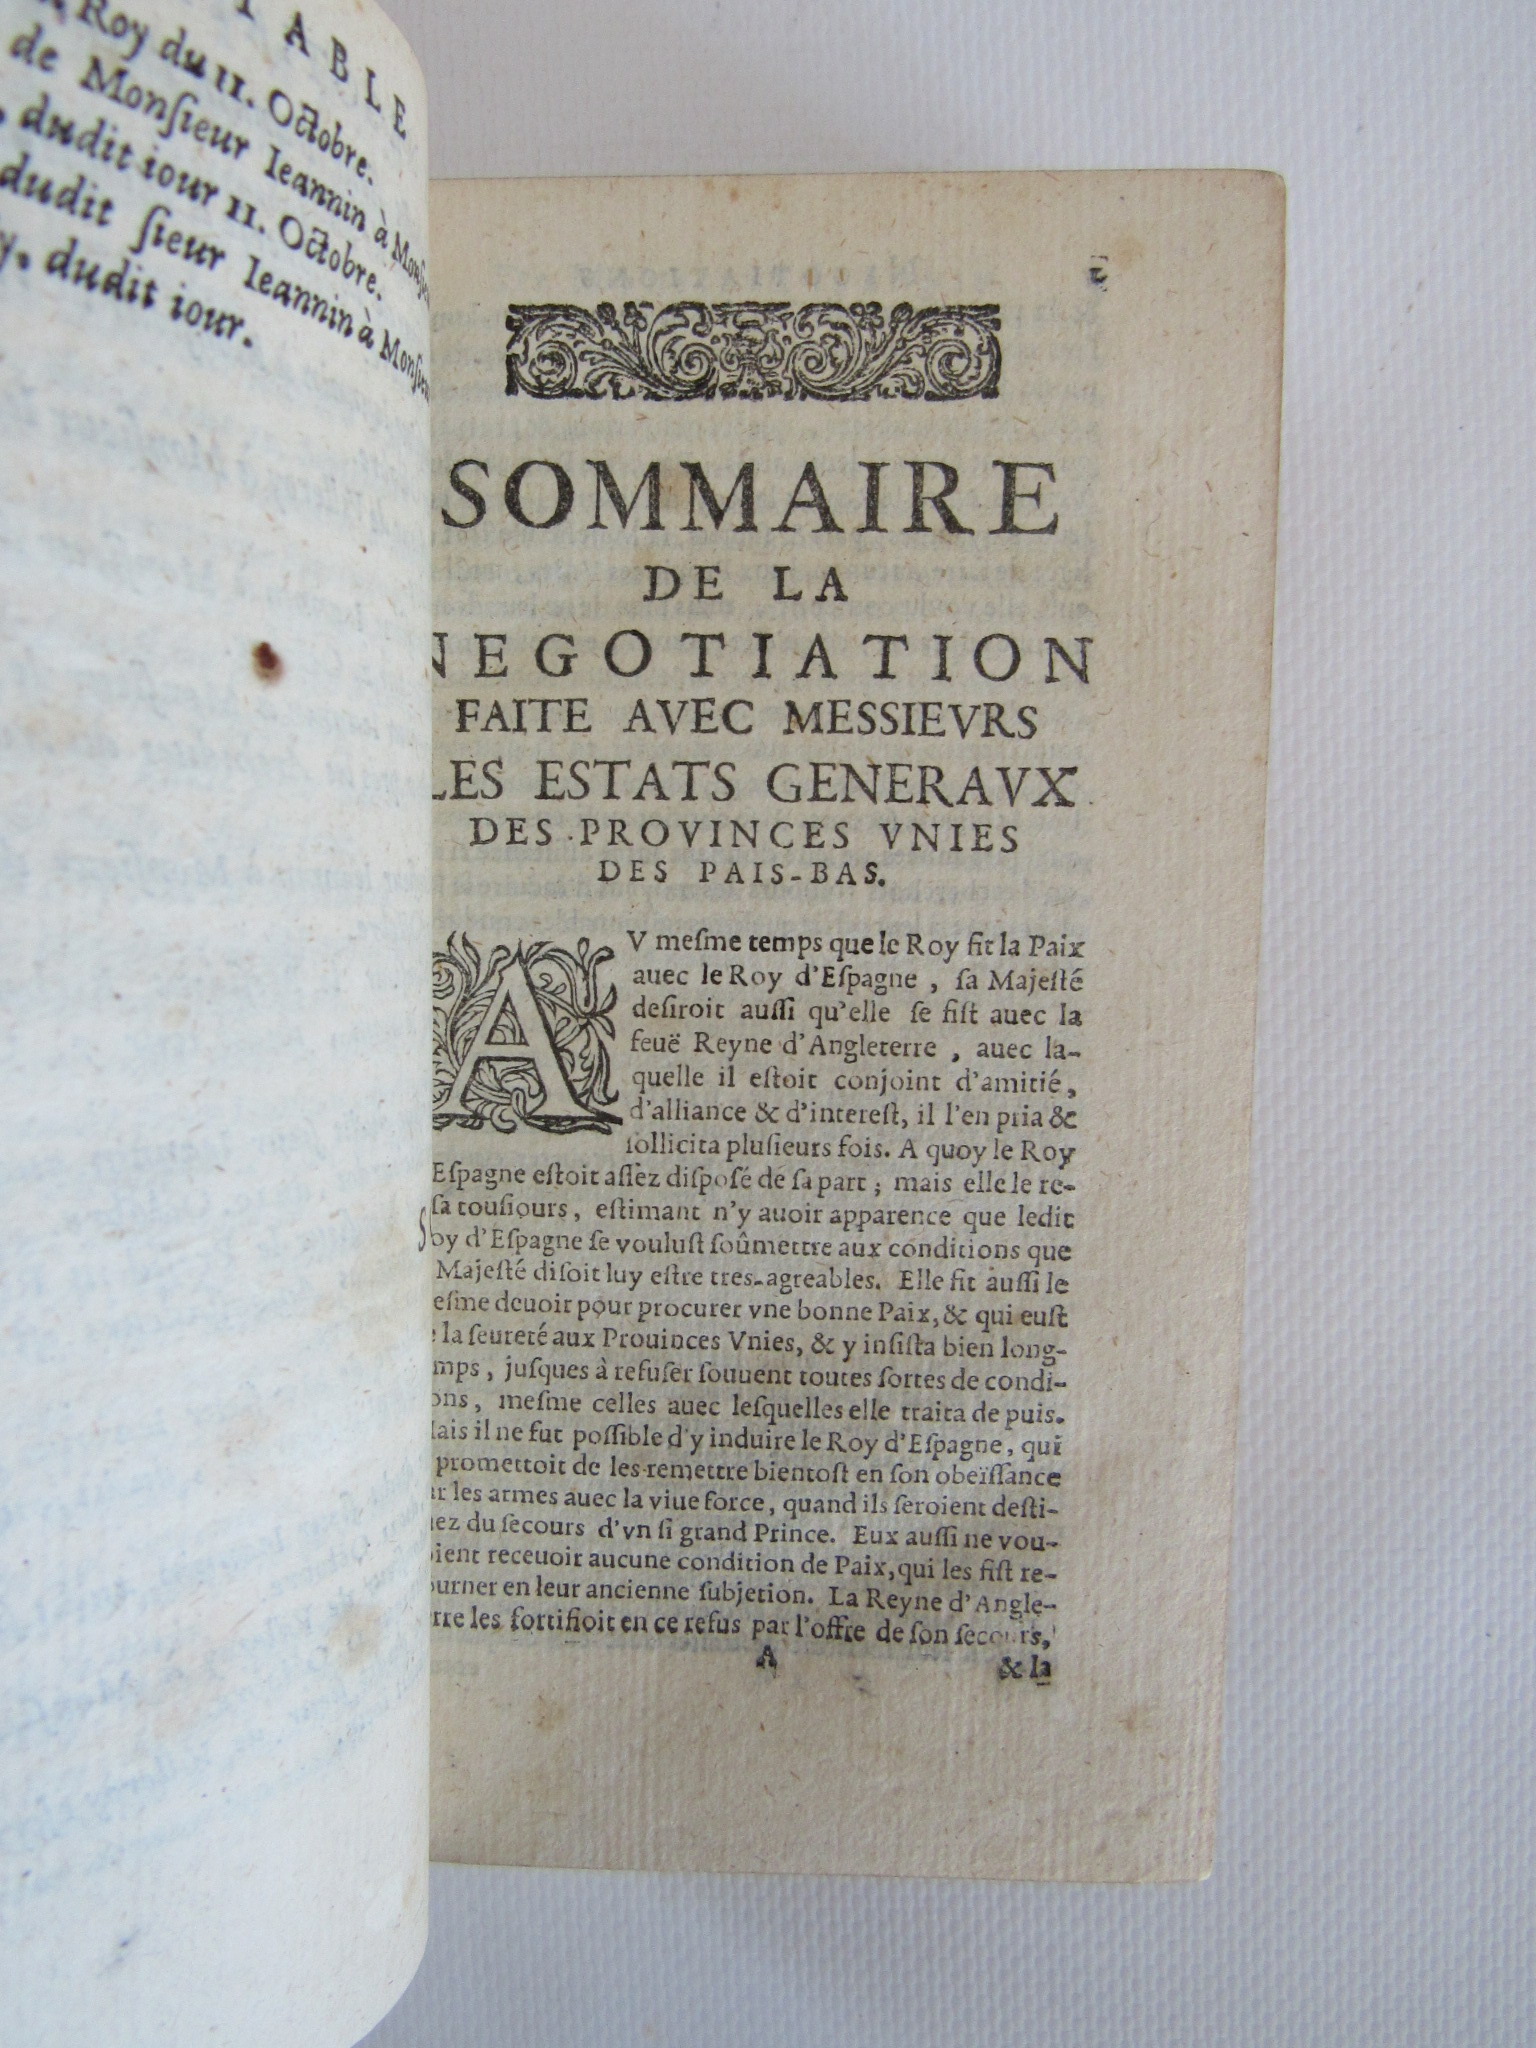 TABLE
Roy du 11. Octobre.
de Monſieur Ieannin à Monſieu
dudit iour 11. Octobre.
dudit ſieur Ieannin à Monſieu
dudit iour.
SOMMAIRE
DE LA
NEGOTIATION
FAITE AVEC MESSIEVRS
LES ESTATS GENERAVX
DES PROVINCES VNIES
DES PAIS-BAS.
AV meſme temps que le Roy fit la Paix
auec le Roy d'Eſpagne, ſa Majeſté
deſiroit auſſi qu'elle ſe fiſt auec la
feuë Reyne d'Angleterre, auec la-
quelle il eſtoit conjoint d'amitié,
d'alliance & d'intereſt, il l'en pria &
ſollicita pluſieurs fois. A quoy le Roy
Eſpagne eſtoit aſſez diſpoſé de ſa part; mais elle le re-
ſa touſiours, eſtimant n'y auoir apparence que ledit
oy d'Eſpagne ſe vouluſt ſoûmettre aux conditions que
Majeſté diſoit luy eſtre tres-agreables. Elle fit auſſi le
eſme deuoir pour procurer vne bonne Paix, & qui euſt
la ſeureté aux Prouinces Vnies, & y inſiſta bien long-
mps, juſques à refuſer ſouuent toutes ſortes de condi-
ons, meſme celles auec leſquelles elle traita de puis.
ais il ne fut poſſible d'y induire le Roy d'Eſpagne, qui
promettoit de les remettre bientoſt en ſon obeïſſance
r les armes auec la viue force, quand ils ſeroient deſti-
ez du ſecours d'vn ſi grand Prince. Eux auſſi ne vou-
ient receuoir aucune condition de Paix, qui les fiſt re-
ourner en leur ancienne ſubjetion. La Reyne d'Angle-
rre les fortifioit en ce refus par l'offre de ſon ſecours,
A
& la